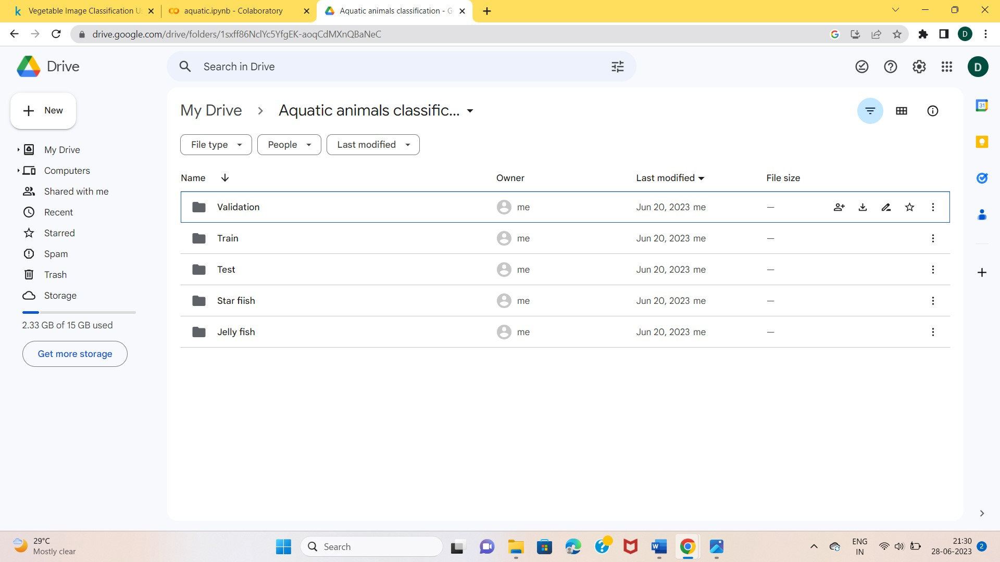 Vegetable Image Classification U
aquatic.ipynb - Colaboratory
Aquatic animals classification - G
drive.google.com/drive/folders/1sxff86NclYc5YfgEK-aoqCdMXnQBaNeC
D
Drive
Search in Drive
D
New
My Drive
Computers
Shared with me
Recent
Starred
Spam
Trash
Storage
2.33 GB of 15 GB used
Get more storage
My Drive > Aquatic animals classific...
File type
People
Last modified
Name Owner Last modified File size
Validation me Jun 20, 2023 me —
Train me Jun 20, 2023 me —
Test me Jun 20, 2023 me —
Star fiish me Jun 20, 2023 me —
Jelly fish me Jun 20, 2023 me —
31
29°C
Mostly clear
Search
ENG
IN
21:30
28-06-2023
2